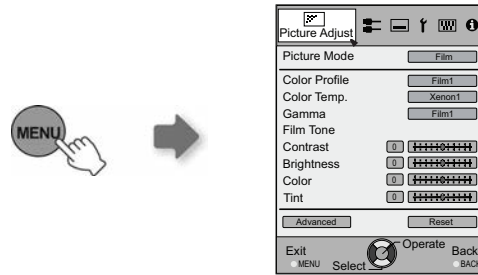 MENU
Picture Adjust
Picture Mode Film
Color Profile Film1
Color Temp. Xenon1
Gamma Film1
Film Tone
Contrast 0
Brightness 0
Color 0
Tint 0
Advanced Reset
Exit Operate Back
MENU Select BACK